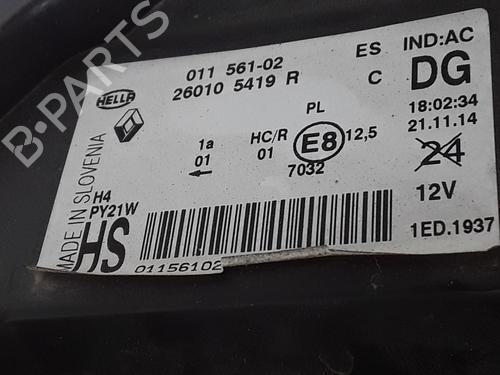 011 561-02
26010 5419 R
ES
C
IND:AC
DG
18:02:34
21.11.14
24
12V
1ED.1937
HELLA
1a
01
HC/R
01
PL
E8
12,5
7032
MADE IN SLOVENIA
H4
PY21W
HS
01156102
B-PARTS